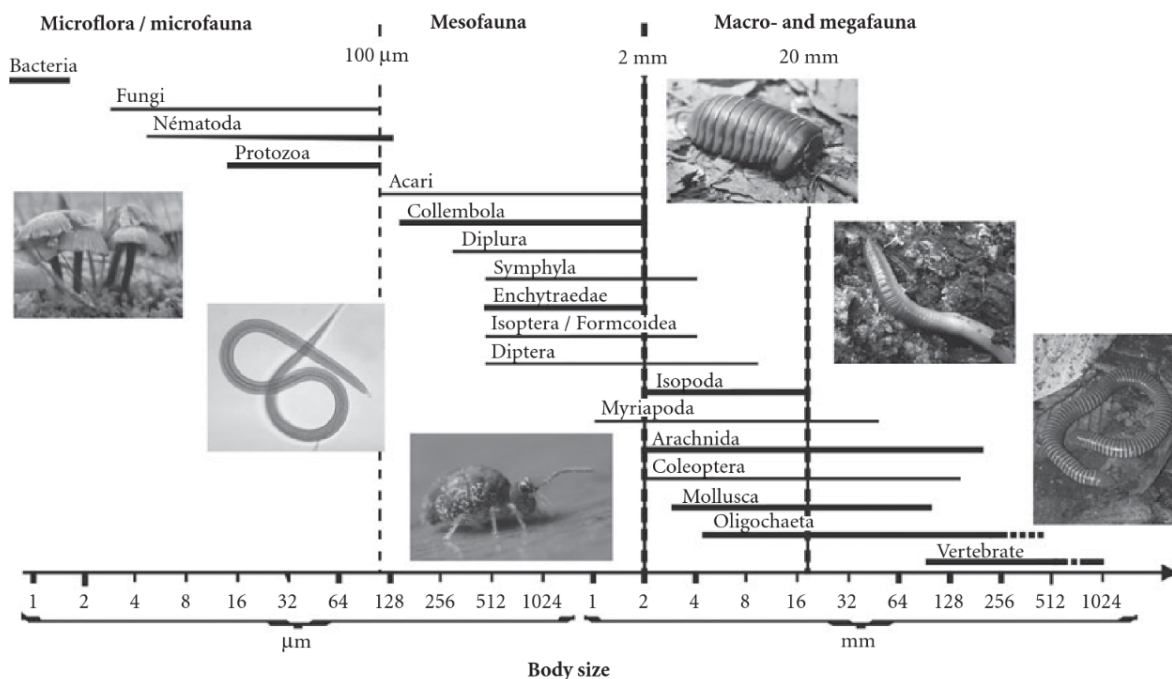 Microflora / microfauna
Mesofauna
Macro- and megafauna
100 µm
2 mm
20 mm
Bacteria
Fungi
Nématoda
Protozoa
Acari
Collembola
Diplura
Symphyla
Enchytraedae
Isoptera / Formcoidea
Diptera
Isopoda
Myriapoda
Arachnida
Coleoptera
Mollusca
Oligochaeta
Vertebrate
1 2 4 8 16 32 64 128 256 512 1024 1 2 4 8 16 32 64 128 256 512 1024
µm mm
Body size